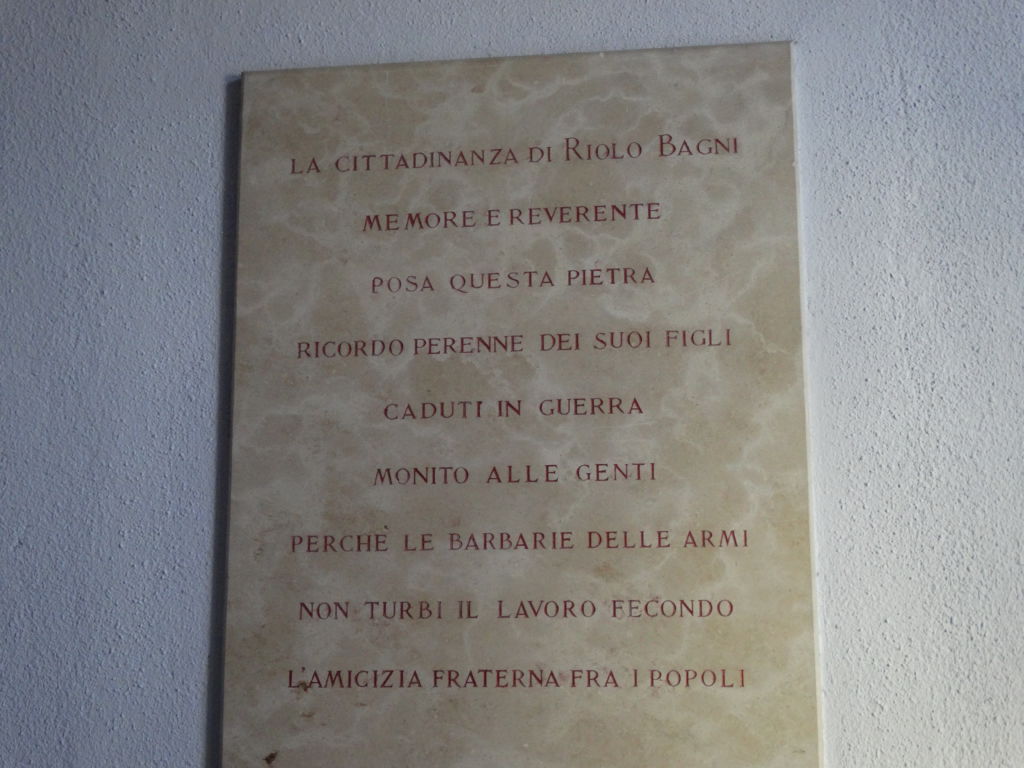 LA CITTADINANZA DI RIOLO BAGNI
MEMORE E REVERENTE
POSA QUESTA PIETRA
RICORDO PERENNE DEI SUOI FIGLI
CADUTI IN GUERRA
MONITO ALLE GENTI
PERCHÈ LE BARBARIE DELLE ARMI
NON TURBI IL LAVORO FECONDO
L'AMICIZIA FRATERNA FRA I POPOLI